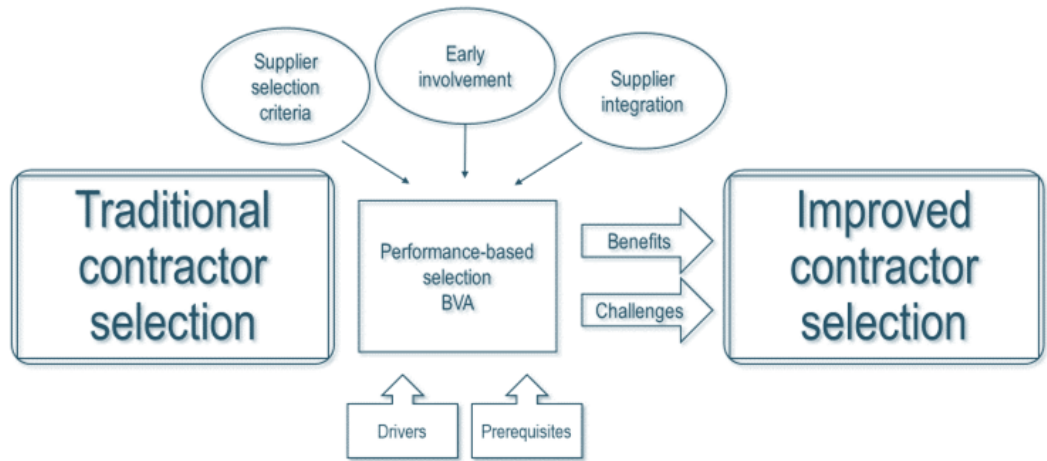 Supplier
selection
criteria
Early
involvement
Supplier
integration
Traditional
contractor
selection
Performance-based
selection
BVA
Benefits
Challenges
Improved
contractor
selection
Drivers
Prerequisites